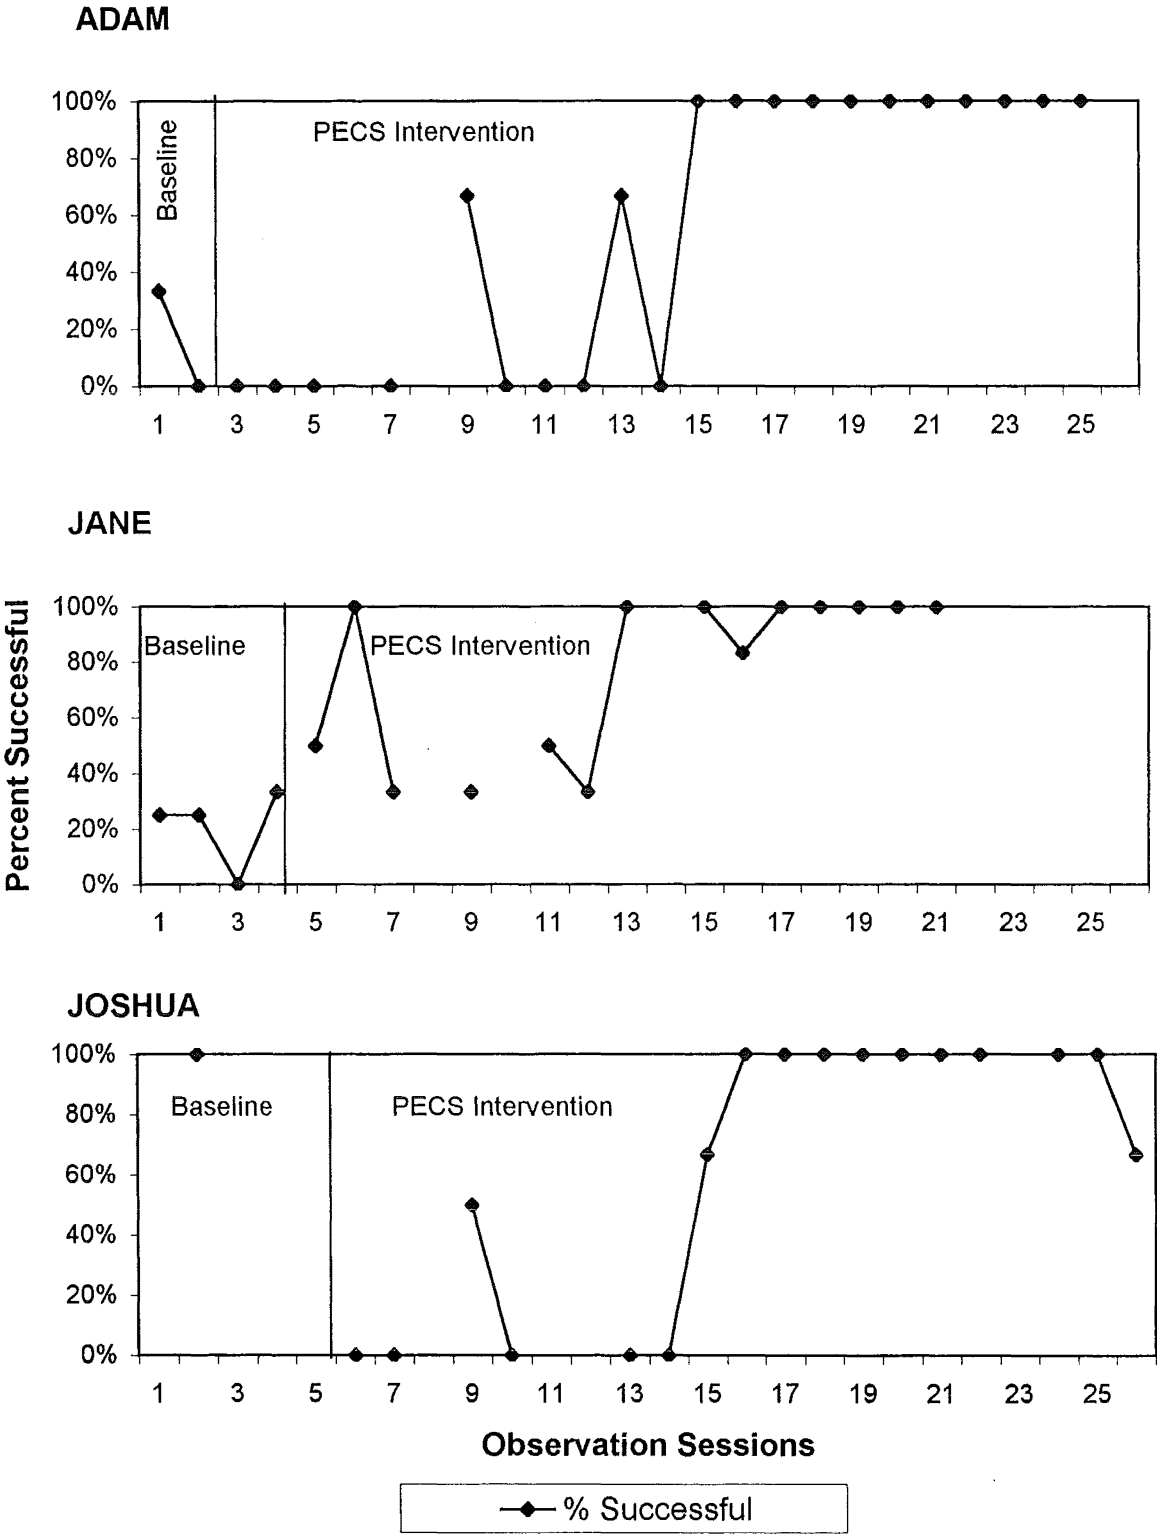 ADAM
100%
80%
60%
40%
20%
0%
Baseline
PECS Intervention
1 3 5 7 9 11 13 15 17 19 21 23 25
JANE
100%
80%
60%
40%
20%
0%
Baseline
PECS Intervention
1 3 5 7 9 11 13 15 17 19 21 23 25
Percent Successful
JOSHUA
100%
80%
60%
40%
20%
0%
Baseline
PECS Intervention
1 3 5 7 9 11 13 15 17 19 21 23 25
Observation Sessions
% Successful